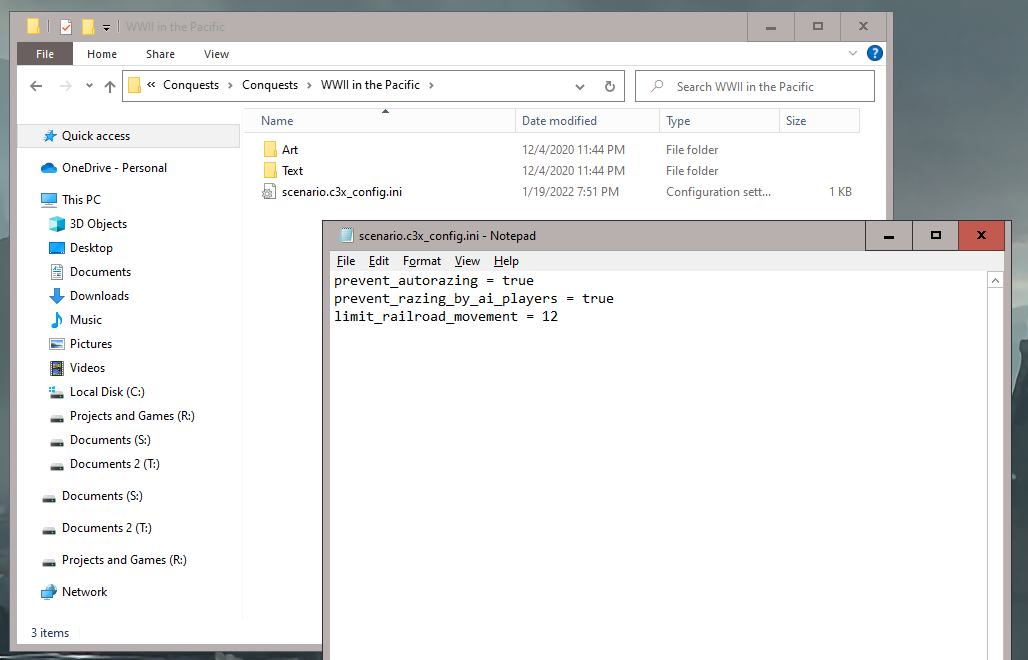 WWII in the Pacific
File Home Share View
« Conquests › Conquests › WWII in the Pacific ›
Search WWII in the Pacific
Name Date modified Type Size
Quick access
OneDrive - Personal
This PC
3D Objects
Desktop
Documents
Downloads
Music
Pictures
Videos
Local Disk (C:)
Projects and Games (R:)
Documents (S:)
Documents 2 (T:)
Documents (S:)
Documents 2 (T:)
Projects and Games (R:)
Network
3 items
Art 12/4/2020 11:44 PM File folder
Text 12/4/2020 11:44 PM File folder
scenario.c3x_config.ini 1/19/2022 7:51 PM Configuration sett... 1 KB
scenario.c3x_config.ini - Notepad
File Edit Format View Help
prevent_autorazing = true
prevent_razing_by_ai_players = true
limit_railroad_movement = 12